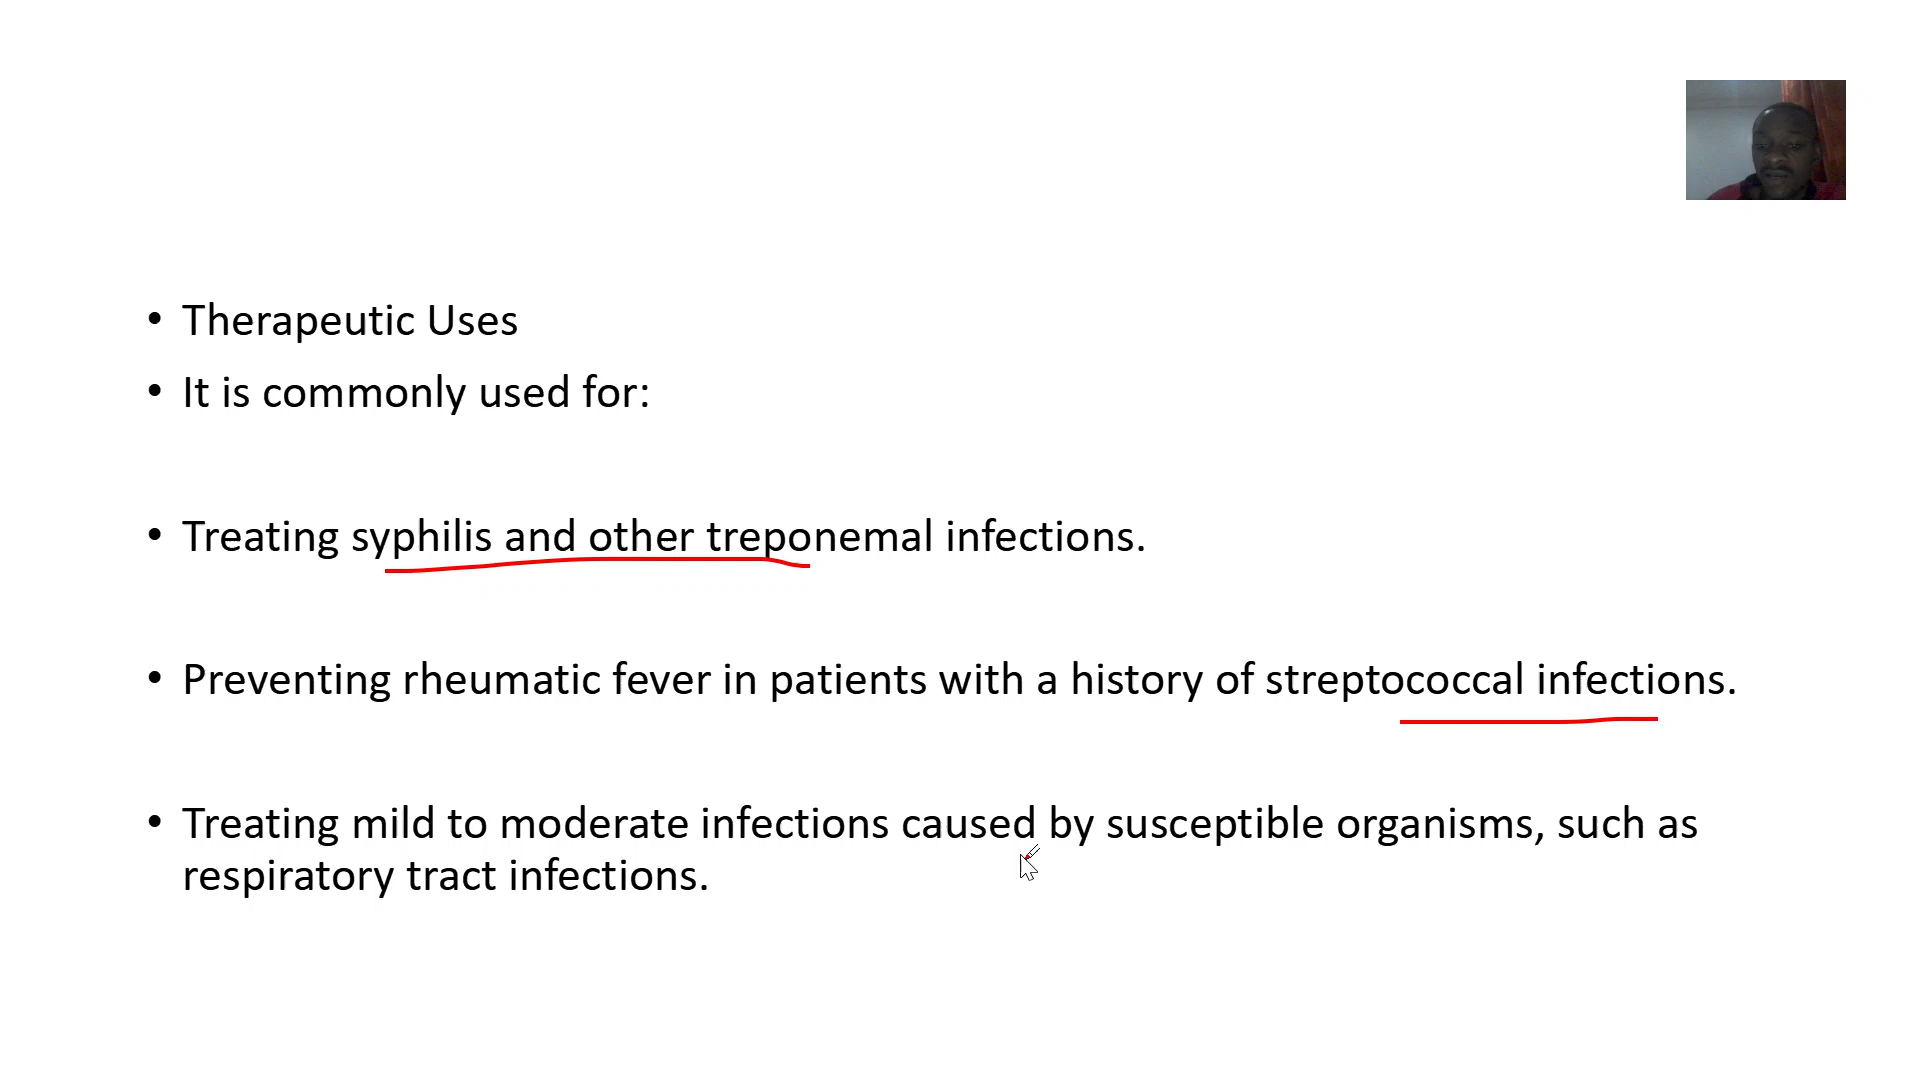 • Therapeutic Uses
• It is commonly used for:
• Treating syphilis and other treponemal infections.
• Preventing rheumatic fever in patients with a history of streptococcal infections.
• Treating mild to moderate infections caused by susceptible organisms, such as
respiratory tract infections.